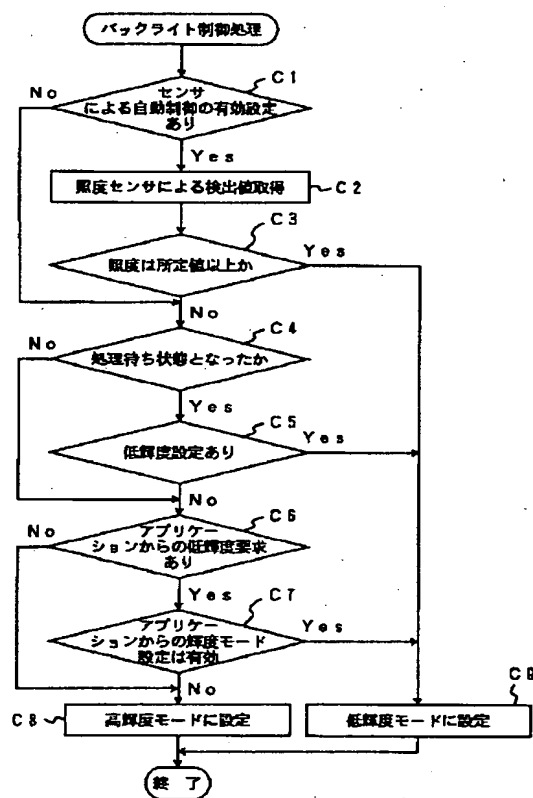 バックライト制御処理
C1
No
センサ
による自動制御の有効設定
あり
Yes
照度センサによる検出値取得
C2
C3
Yes
照度は所定値以上か
No
C4
No
処理待ち状態となったか
Yes
C5
Yes
低輝度設定あり
No
C6
No
アプリケー
ションからの低輝度要求
あり
Yes
C7
アプリケー
Yes
ションからの輝度モード
設定は有効
No
C8
高輝度モードに設定
低輝度モードに設定
C9
終了